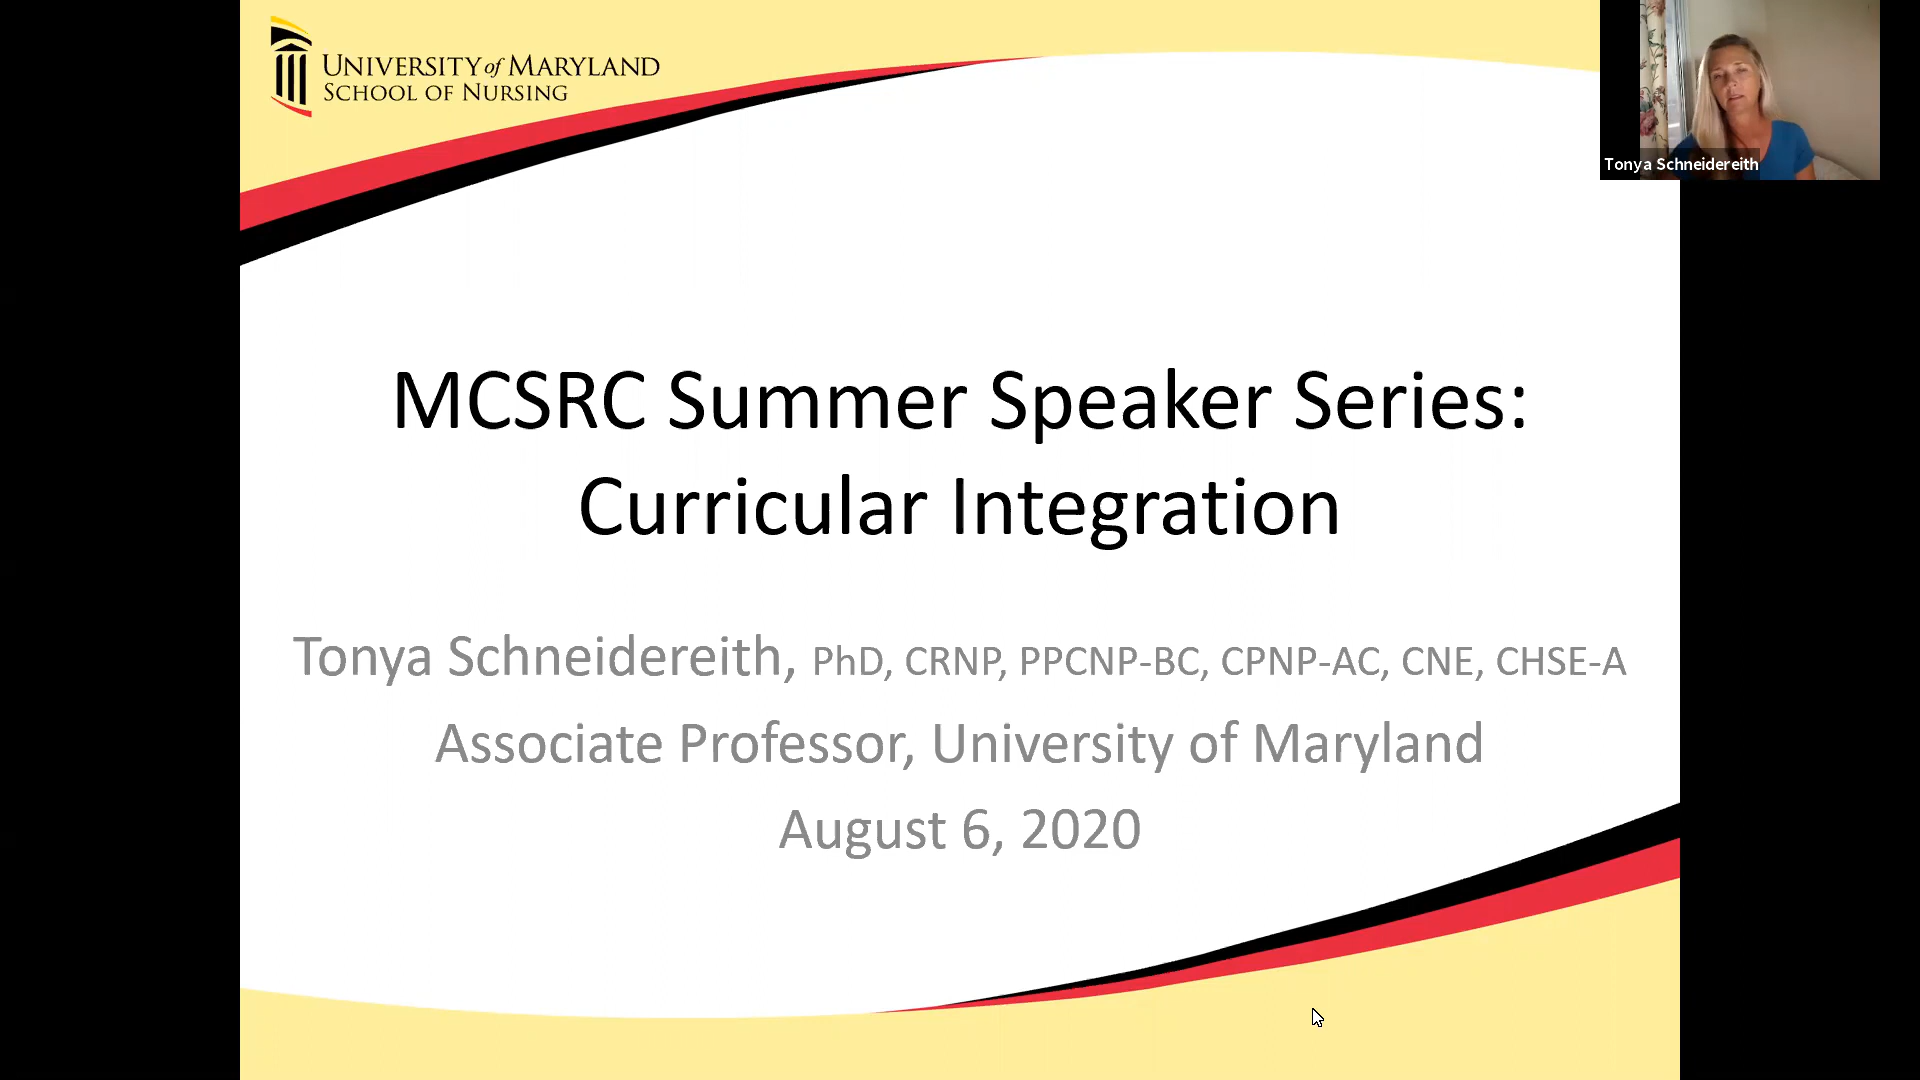 University of Maryland
School of Nursing
Tonya Schneidereith
MCSRC Summer Speaker Series:
Curricular Integration
Tonya Schneidereith, PhD, CRNP, PPCNP-BC, CPNP-AC, CNE, CHSE-A
Associate Professor, University of Maryland
August 6, 2020